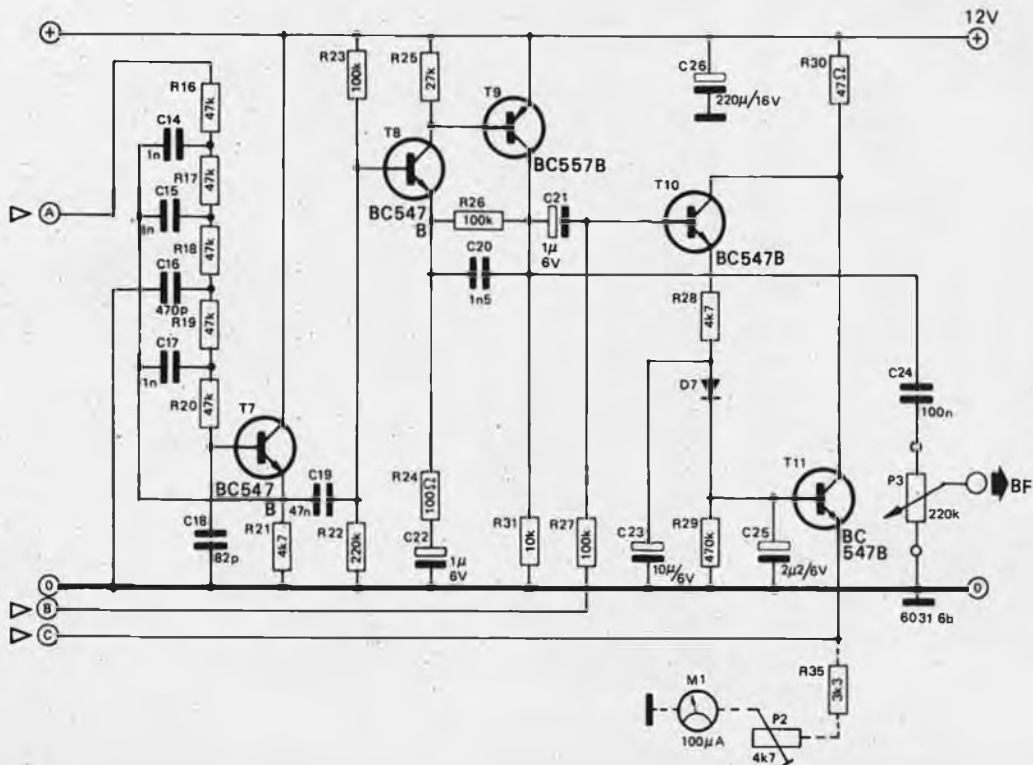 +
12V
+
R16
47k
C14
1n
R17
47k
C15
1n
A
R18
47k
C16
470p
R19
47k
C17
1n
R20
47k
T7
BC547
B
C18
82p
R21
4k7
C19
47n
R22
220k
R23
100k
R25
27k
T8
BC547
B
T9
BC557B
R26
100k
C20
1n5
C21
1µ
6V
R24
100Ω
C22
1µ
6V
R31
10k
R27
100k
C26
220µ/16V
R30
47Ω
T10
BC547B
R28
4k7
D7
C23
10µ/6V
R29
470k
C25
2µ2/6V
T11
BC
547B
C24
100n
P3
220k
BF
0
0
B
C
6031 6b
R35
3k3
M1
100µA
P2
4k7